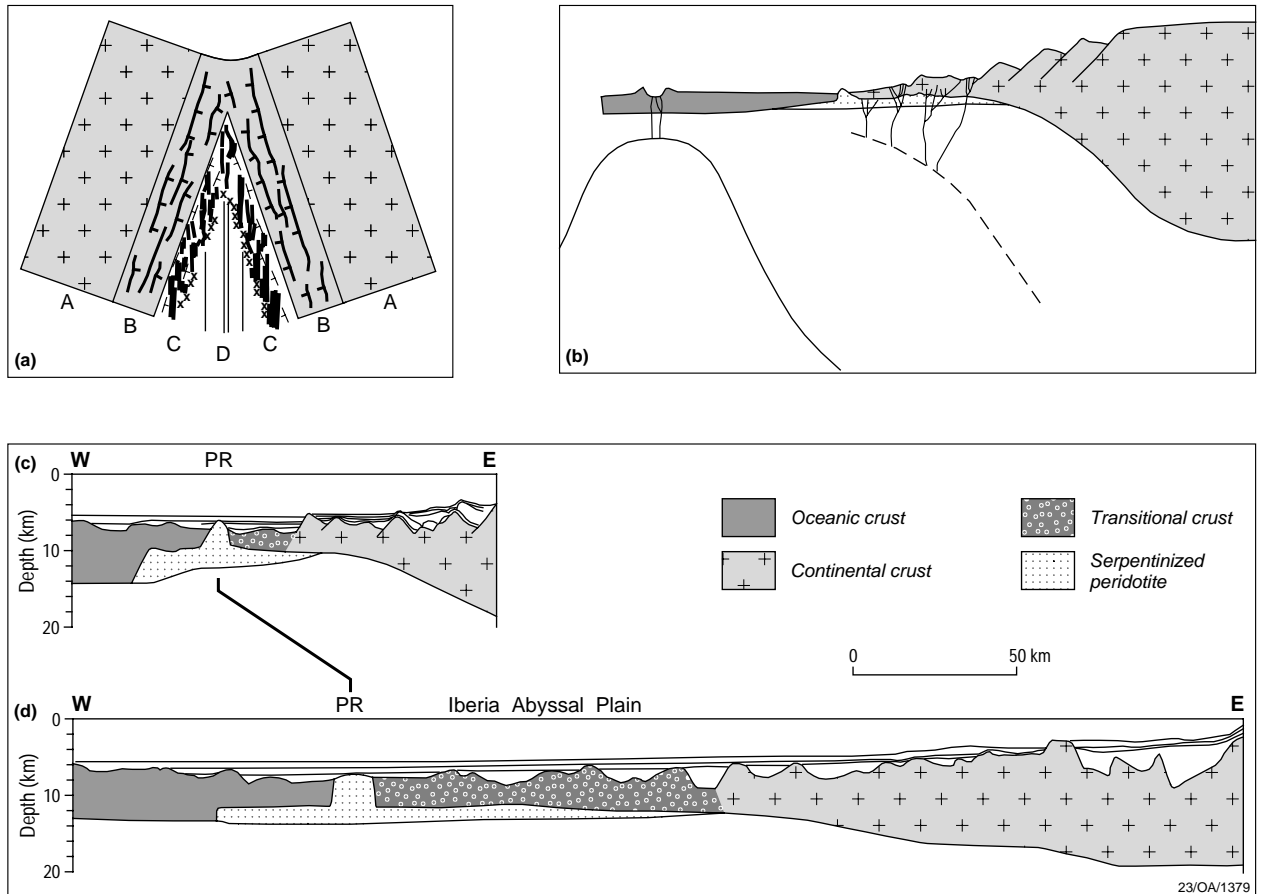 A
B
C
D
C
B
A
(a)
(b)
(c)
W
PR
E
0
10
20
Depth (km)
Oceanic crust
Transitional crust
Continental crust
Serpentinized
peridotite
0 50 km
(d)
W
PR
Iberia Abyssal Plain
E
0
10
20
Depth (km)
23/OA/1379